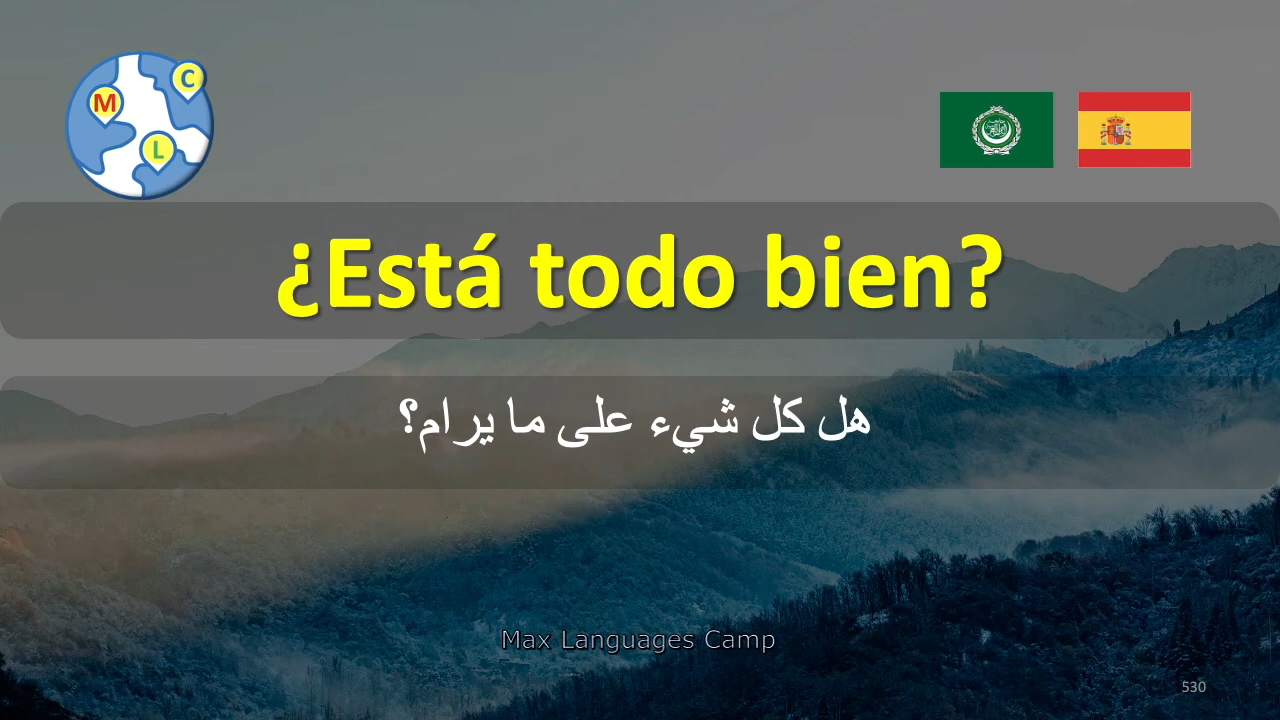 M
C
L
¿Está todo bien?
هل كل شيء على ما يرام؟
Max Languages Camp
530